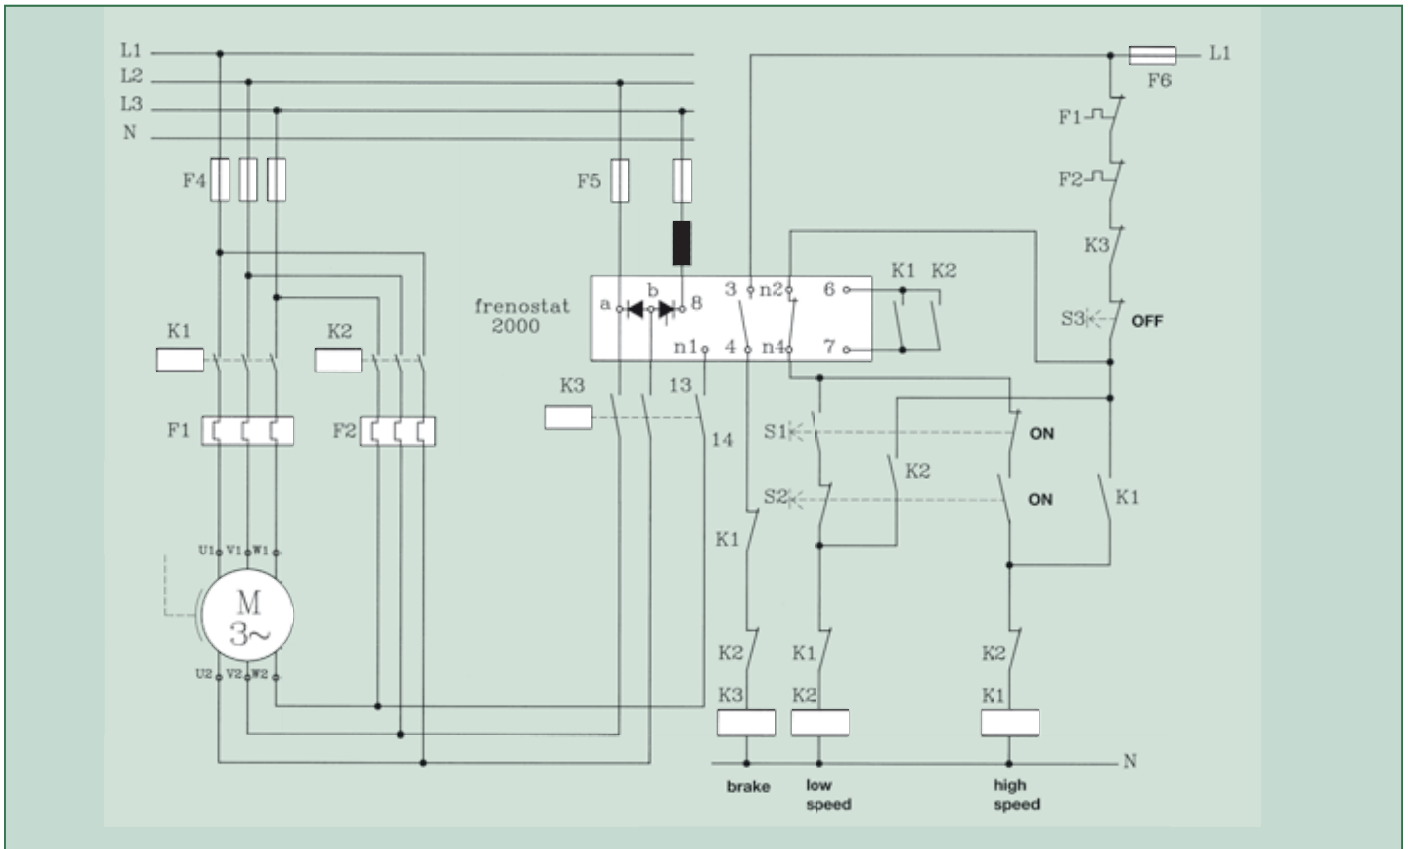 L1
L2
L3
N
F4
F5
L1
F6
F1
F2
K3
S3
OFF
frenostat
2000
a
b
8
3
n2
6
n1
4
n4
7
K1
K2
K1
K2
K3
13
14
F1
F2
S1
ON
K2
S2
ON
K1
K1
U1
V1
W1
M
3~
U2
V2
W2
K2
K1
K2
K3
K2
K1
N
brake
low
speed
high
speed